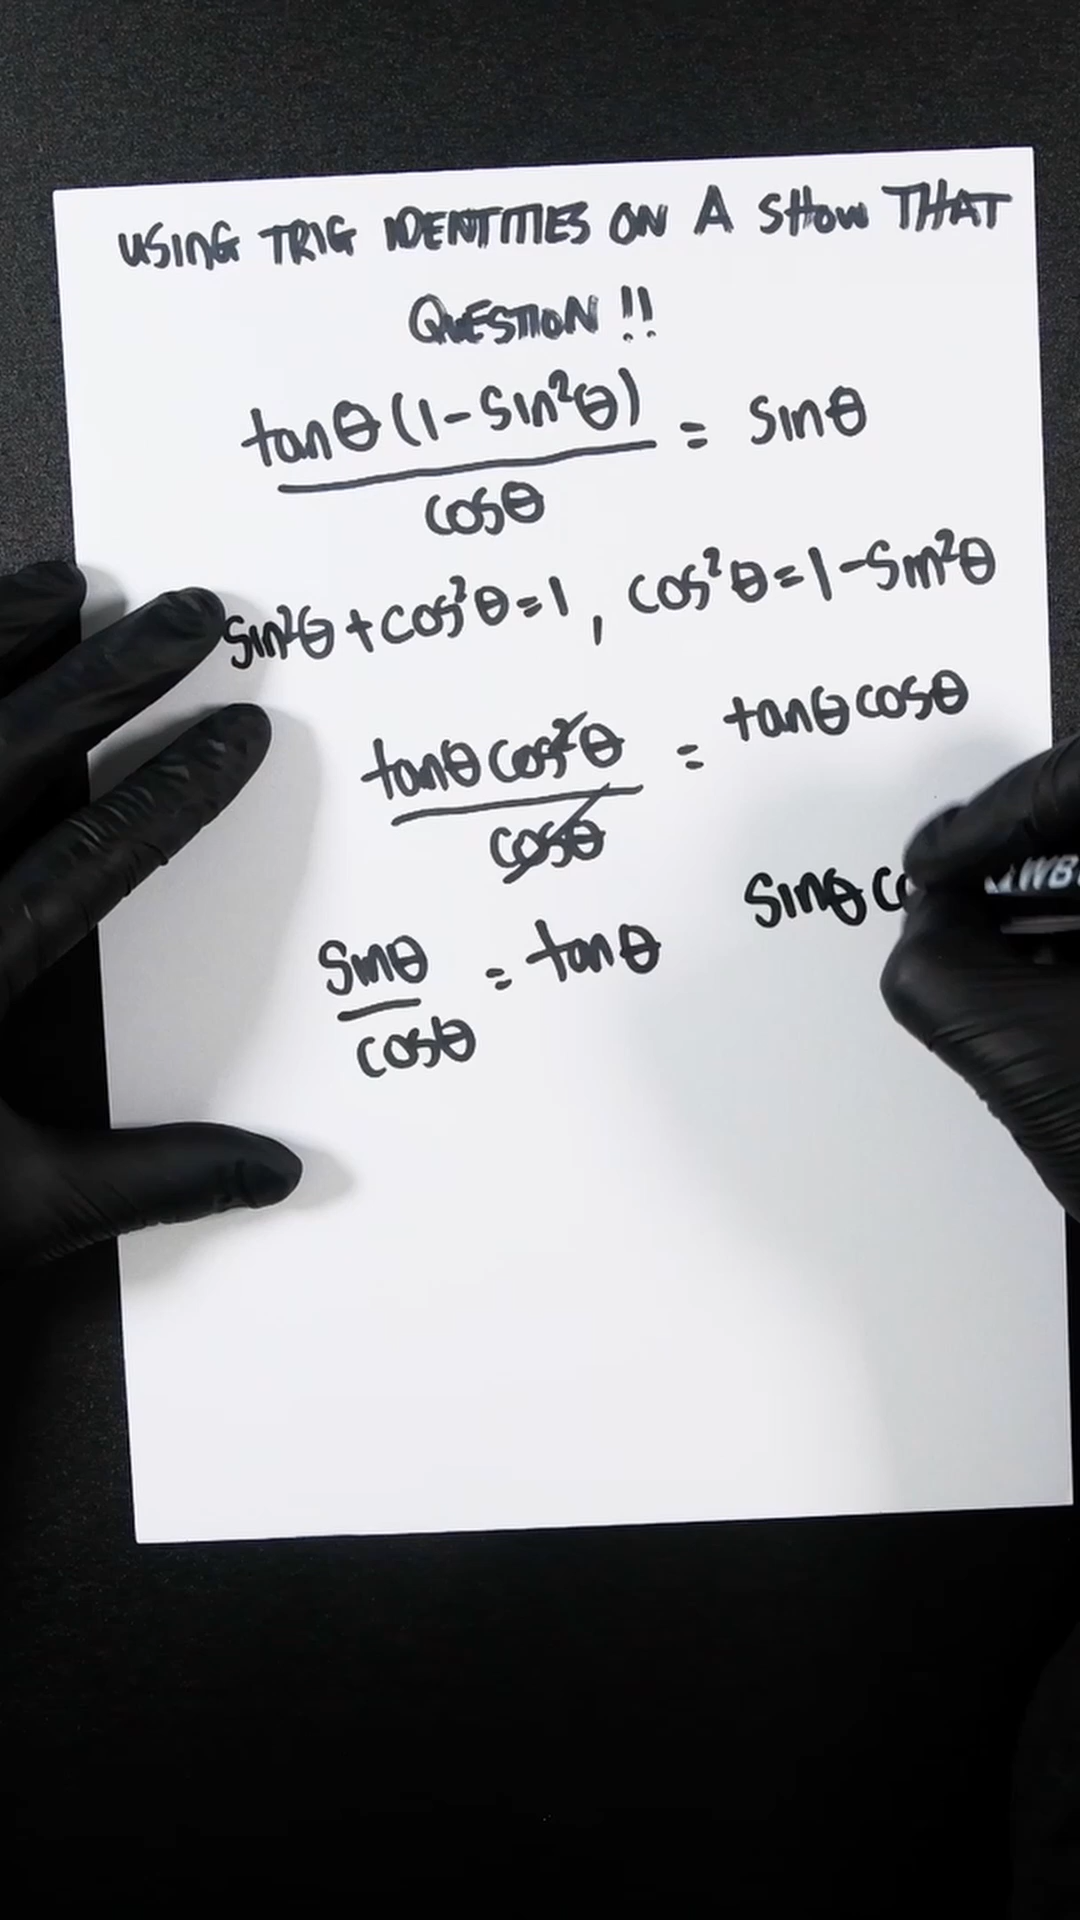 USING TRIG IDENTITIES ON A SHOW THAT
QUESTION !!
tanθ(1-sin²θ) / cosθ = sinθ
sin²θ+cos²θ=1, cos²θ=1-sin²θ
tanθcos²θ / cosθ = tanθcosθ
sinθ / cosθ = tanθ
sinθ